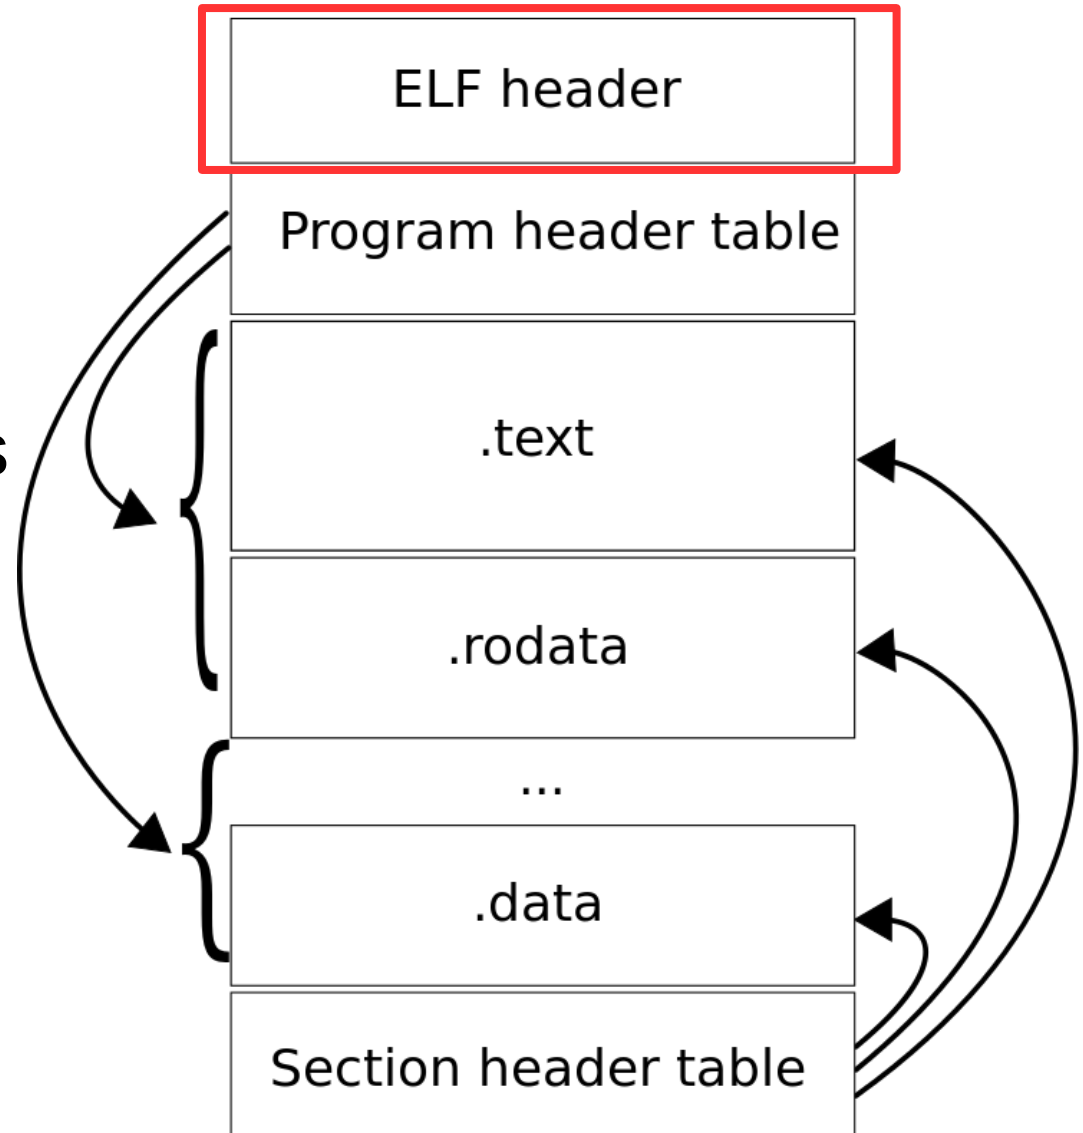 ELF header
Program header table
s
.text
.rodata
...
.data
Section header table